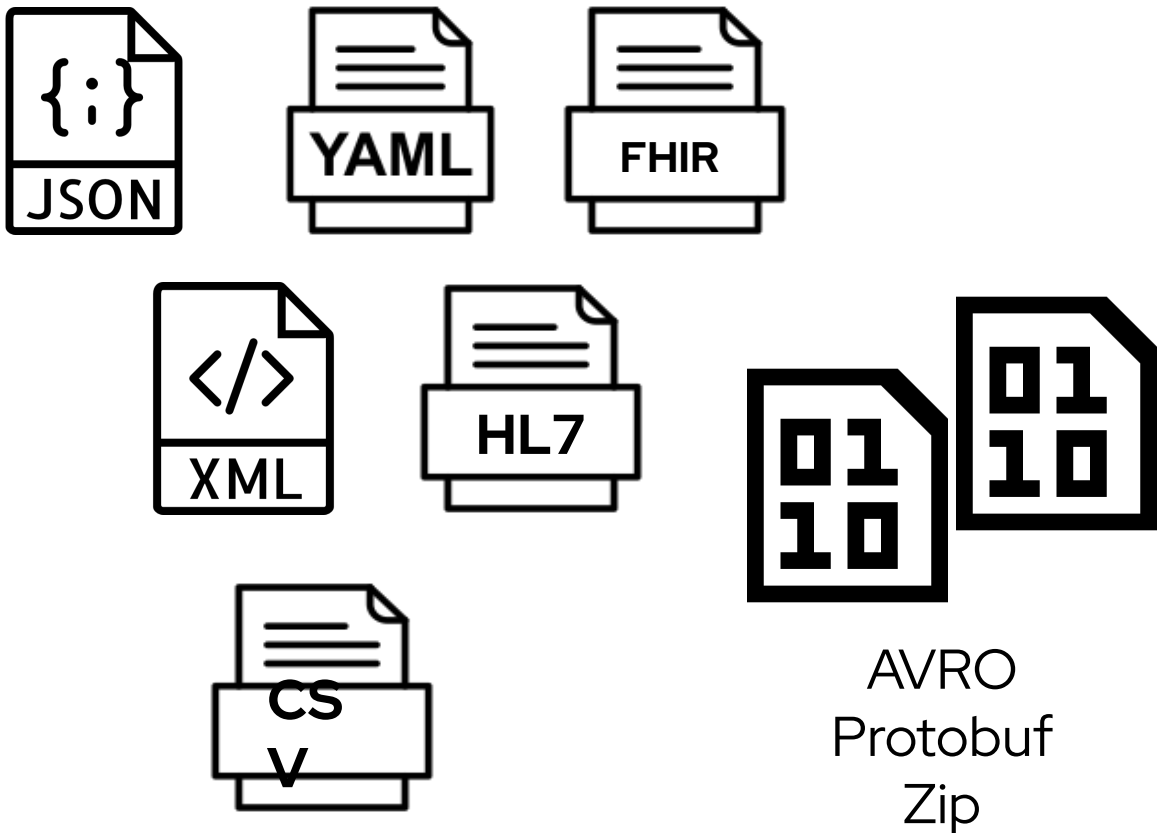 {;}
JSON
YAML
FHIR
</>
XML
HL7
01
10
01
10
CS
V
AVRO
Protobuf
Zip